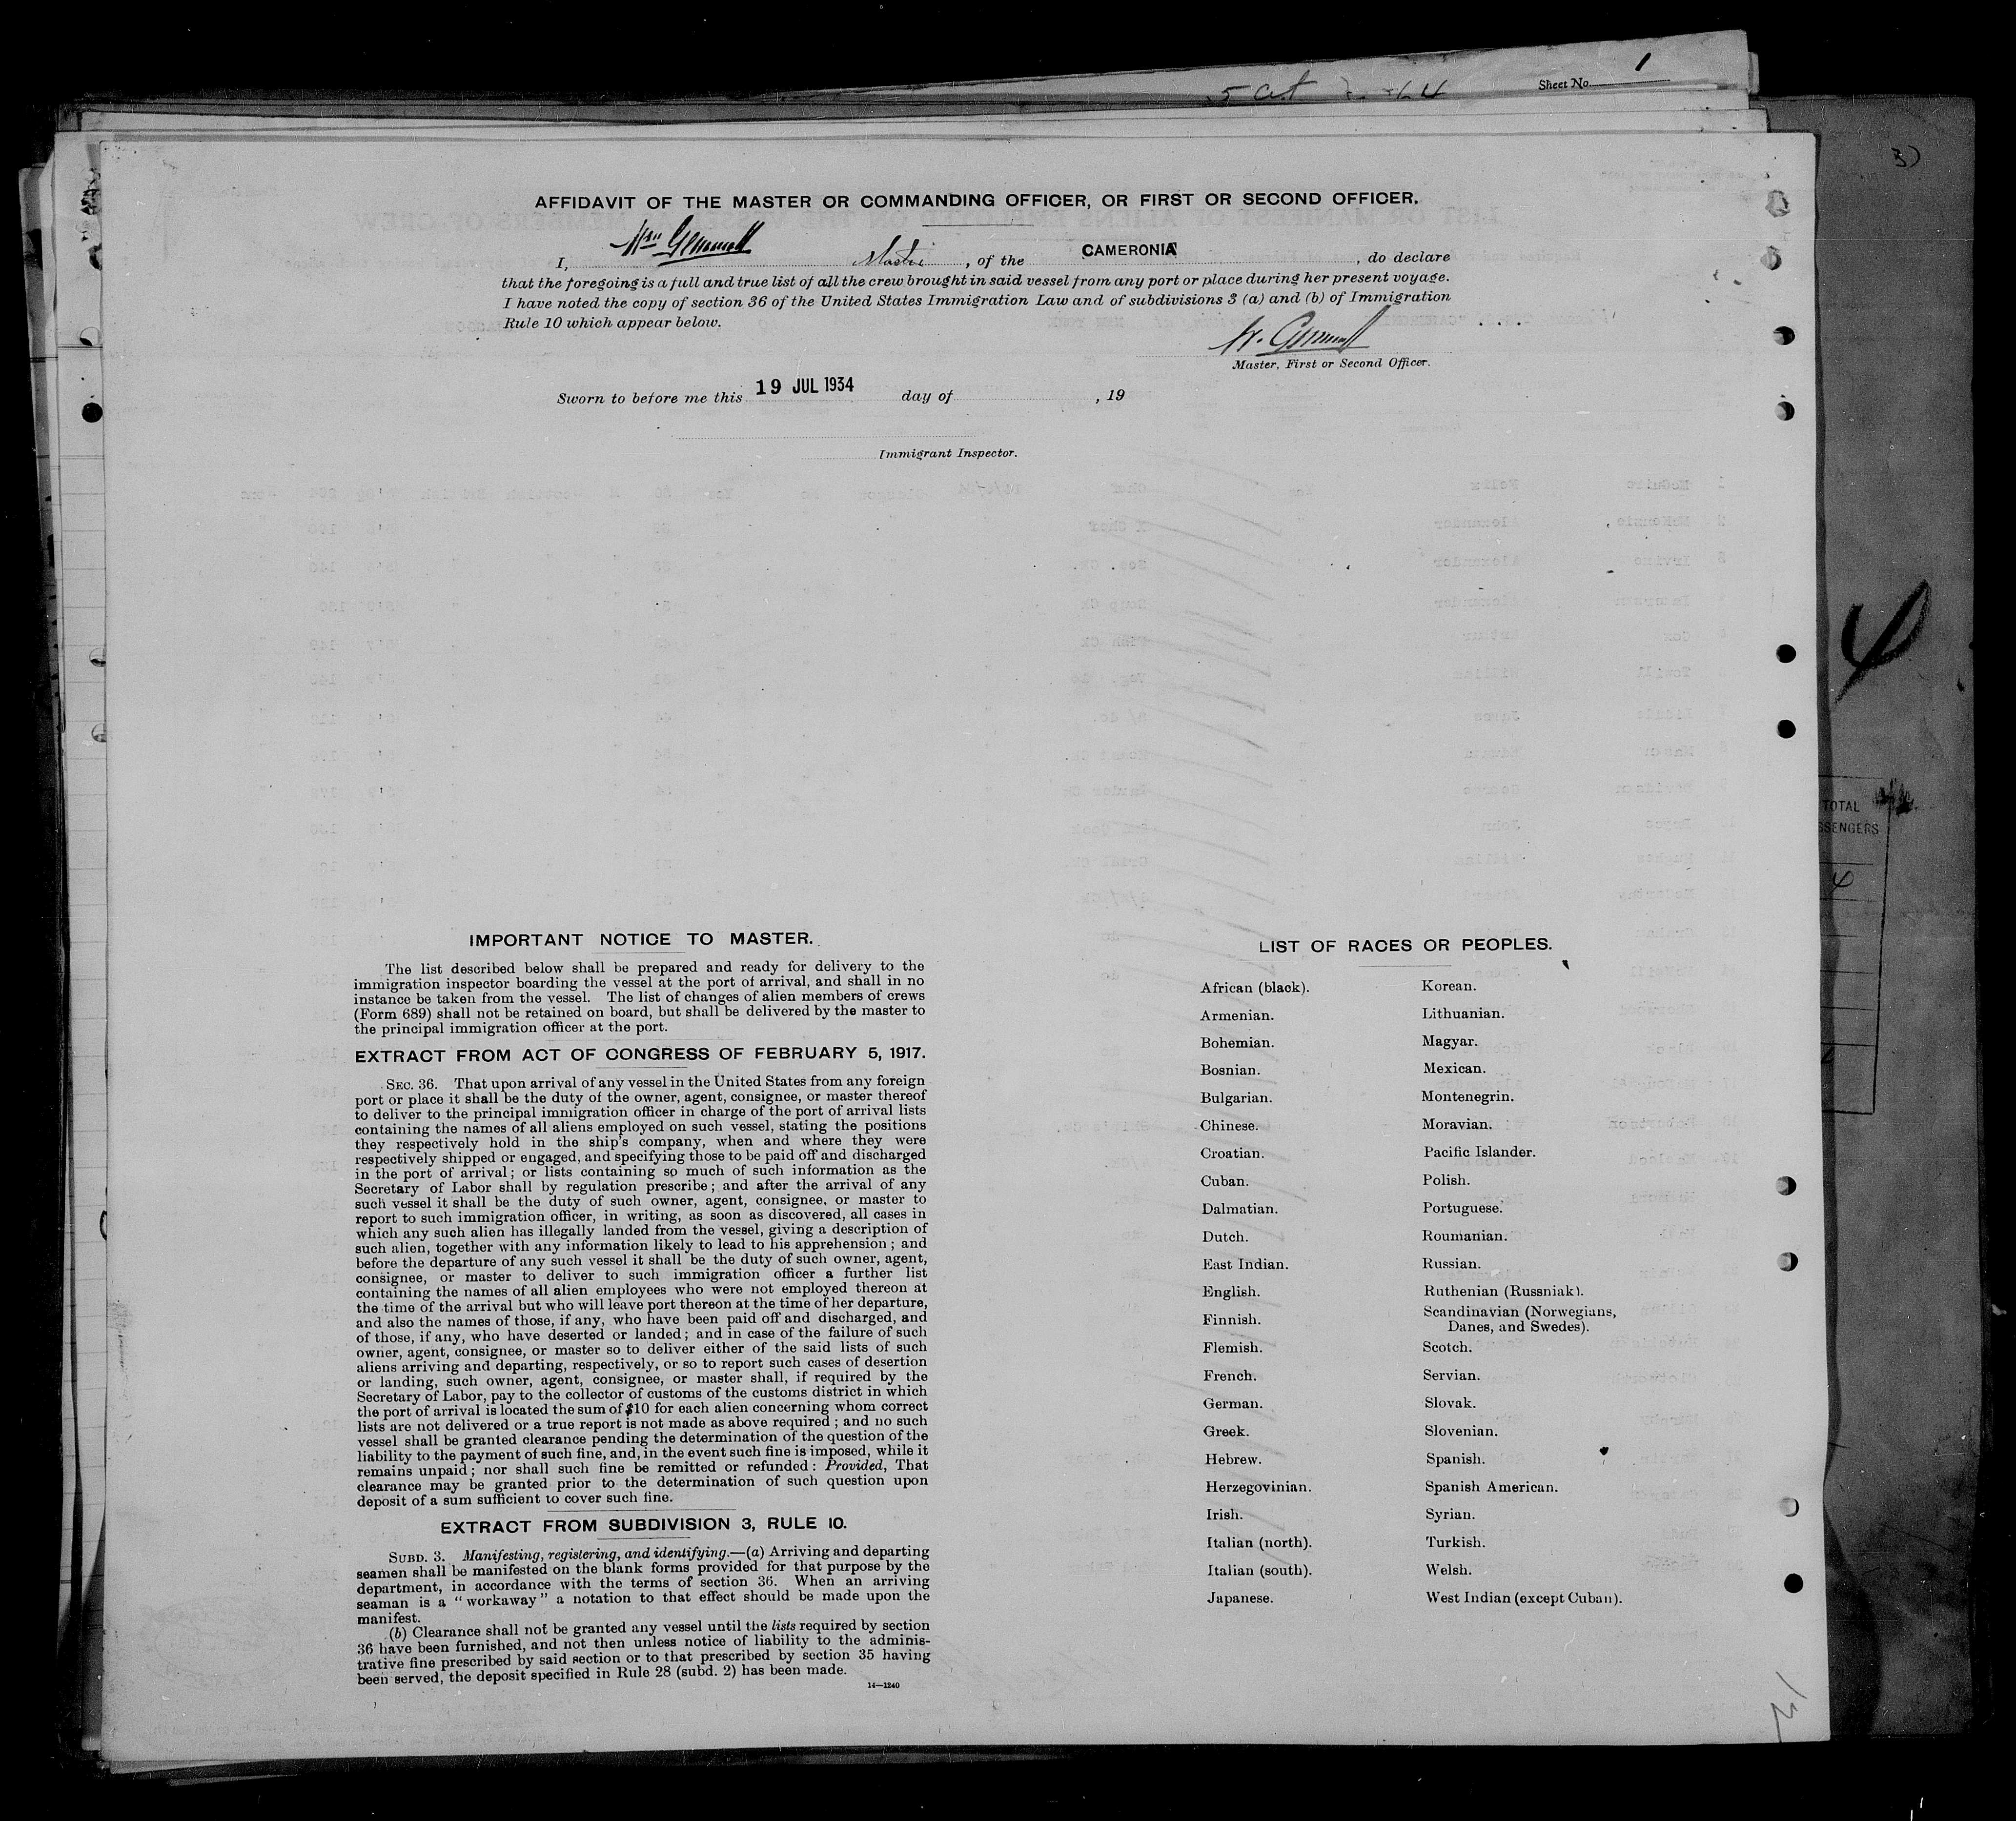 Sheet No. 1
3)
AFFIDAVIT OF THE MASTER OR COMMANDING OFFICER, OR FIRST OR SECOND OFFICER.
I, Wm Gemmell Master, of the CAMERONIA, do declare
that the foregoing is a full and true list of all the crew brought in said vessel from any port or place during her present voyage.
I have noted the copy of section 36 of the United States Immigration Law and of subdivisions 3 (a) and (b) of Immigration
Rule 10 which appear below.
W. Gemmell
Master, First or Second Officer.
Sworn to before me this 19 JUL 1934 day of , 19
Immigrant Inspector.
4
TOTAL
SSENGERS
4
IMPORTANT NOTICE TO MASTER.
The list described below shall be prepared and ready for delivery to the
immigration inspector boarding the vessel at the port of arrival, and shall in no
instance be taken from the vessel. The list of changes of alien members of crews
(Form 689) shall not be retained on board, but shall be delivered by the master to
the principal immigration officer at the port.
EXTRACT FROM ACT OF CONGRESS OF FEBRUARY 5, 1917.
SEC. 36. That upon arrival of any vessel in the United States from any foreign
port or place it shall be the duty of the owner, agent, consignee, or master thereof
to deliver to the principal immigration officer in charge of the port of arrival lists
containing the names of all aliens employed on such vessel, stating the positions
they respectively hold in the ship's company, when and where they were
respectively shipped or engaged, and specifying those to be paid off and discharged
in the port of arrival; or lists containing so much of such information as the
Secretary of Labor shall by regulation prescribe; and after the arrival of any
such vessel it shall be the duty of such owner, agent, consignee, or master to
report to such immigration officer, in writing, as soon as discovered, all cases in
which any such alien has illegally landed from the vessel, giving a description of
such alien, together with any information likely to lead to his apprehension; and
before the departure of any such vessel it shall be the duty of such owner, agent,
consignee, or master to deliver to such immigration officer a further list
containing the names of all alien employees who were not employed thereon at
the time of the arrival but who will leave port thereon at the time of her departure,
and also the names of those, if any, who have been paid off and discharged, and
of those, if any, who have deserted or landed; and in case of the failure of such
owner, agent, consignee, or master so to deliver either of the said lists of such
aliens arriving and departing, respectively, or so to report such cases of desertion
or landing, such owner, agent, consignee, or master shall, if required by the
Secretary of Labor, pay to the collector of customs of the customs district in which
the port of arrival is located the sum of $10 for each alien concerning whom correct
lists are not delivered or a true report is not made as above required; and no such
vessel shall be granted clearance pending the determination of the question of the
liability to the payment of such fine, and, in the event such fine is imposed, while it
remains unpaid; nor shall such fine be remitted or refunded: Provided, That
clearance may be granted prior to the determination of such question upon
deposit of a sum sufficient to cover such fine.
EXTRACT FROM SUBDIVISION 3, RULE 10.
SUBD. 3. Manifesting, registering, and identifying.—(a) Arriving and departing
seamen shall be manifested on the blank forms provided for that purpose by the
department, in accordance with the terms of section 36. When an arriving
seaman is a "workaway" a notation to that effect should be made upon the
manifest.
(b) Clearance shall not be granted any vessel until the lists required by section
36 have been furnished, and not then unless notice of liability to the adminis-
trative fine prescribed by said section or to that prescribed by section 35 having
been served, the deposit specified in Rule 28 (subd. 2) has been made.
14—1240
LIST OF RACES OR PEOPLES.
African (black).
Armenian.
Bohemian.
Bosnian.
Bulgarian.
Chinese.
Croatian.
Cuban.
Dalmatian.
Dutch.
East Indian.
English.
Finnish.
Flemish.
French.
German.
Greek.
Hebrew.
Herzegovinian.
Irish.
Italian (north).
Italian (south).
Japanese.
Korean.
Lithuanian.
Magyar.
Mexican.
Montenegrin.
Moravian.
Pacific Islander.
Polish.
Portuguese.
Roumanian.
Russian.
Ruthenian (Russniak).
Scandinavian (Norwegians,
Danes, and Swedes).
Scotch.
Servian.
Slovak.
Slovenian.
Spanish.
Spanish American.
Syrian.
Turkish.
Welsh.
West Indian (except Cuban).